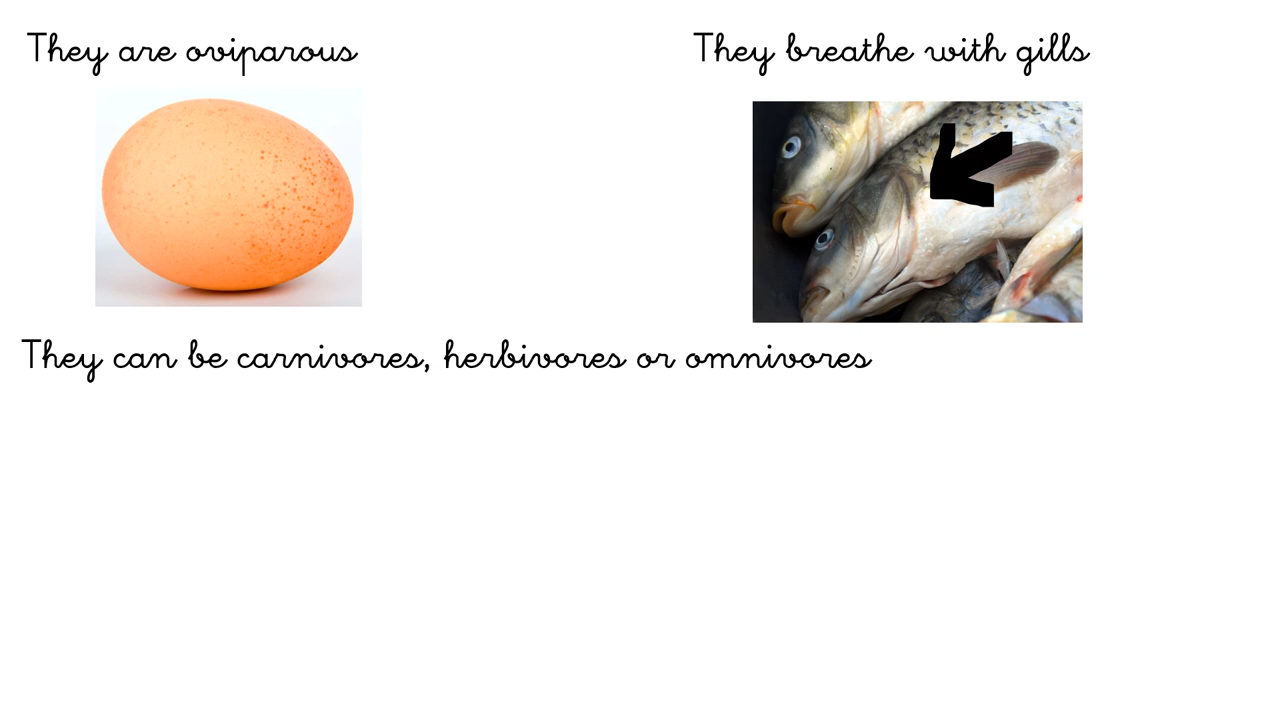 They are oviparous
They breathe with gills
They can be carnivores, herbivores or omnivores